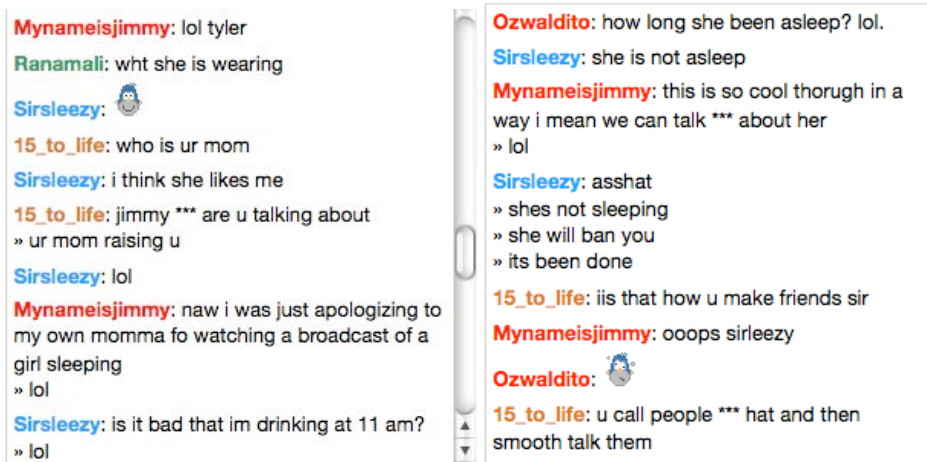 Mynameisjimmy: lol tyler
Ranamali: wht she is wearing
Sirsleezy:
15_to_life: who is ur mom
Sirsleezy: i think she likes me
15_to_life: jimmy *** are u talking about
» ur mom raising u
Sirsleezy: lol
Mynameisjimmy: naw i was just apologizing to
my own momma fo watching a broadcast of a
girl sleeping
» lol
Sirsleezy: is it bad that im drinking at 11 am?
» lol
Ozwaldito: how long she been asleep? lol.
Sirsleezy: she is not asleep
Mynameisjimmy: this is so cool thorugh in a
way i mean we can talk *** about her
» lol
Sirsleezy: asshat
» shes not sleeping
» she will ban you
» its been done
15_to_life: iis that how u make friends sir
Mynameisjimmy: ooops sirleezy
Ozwaldito:
15_to_life: u call people *** hat and then
smooth talk them